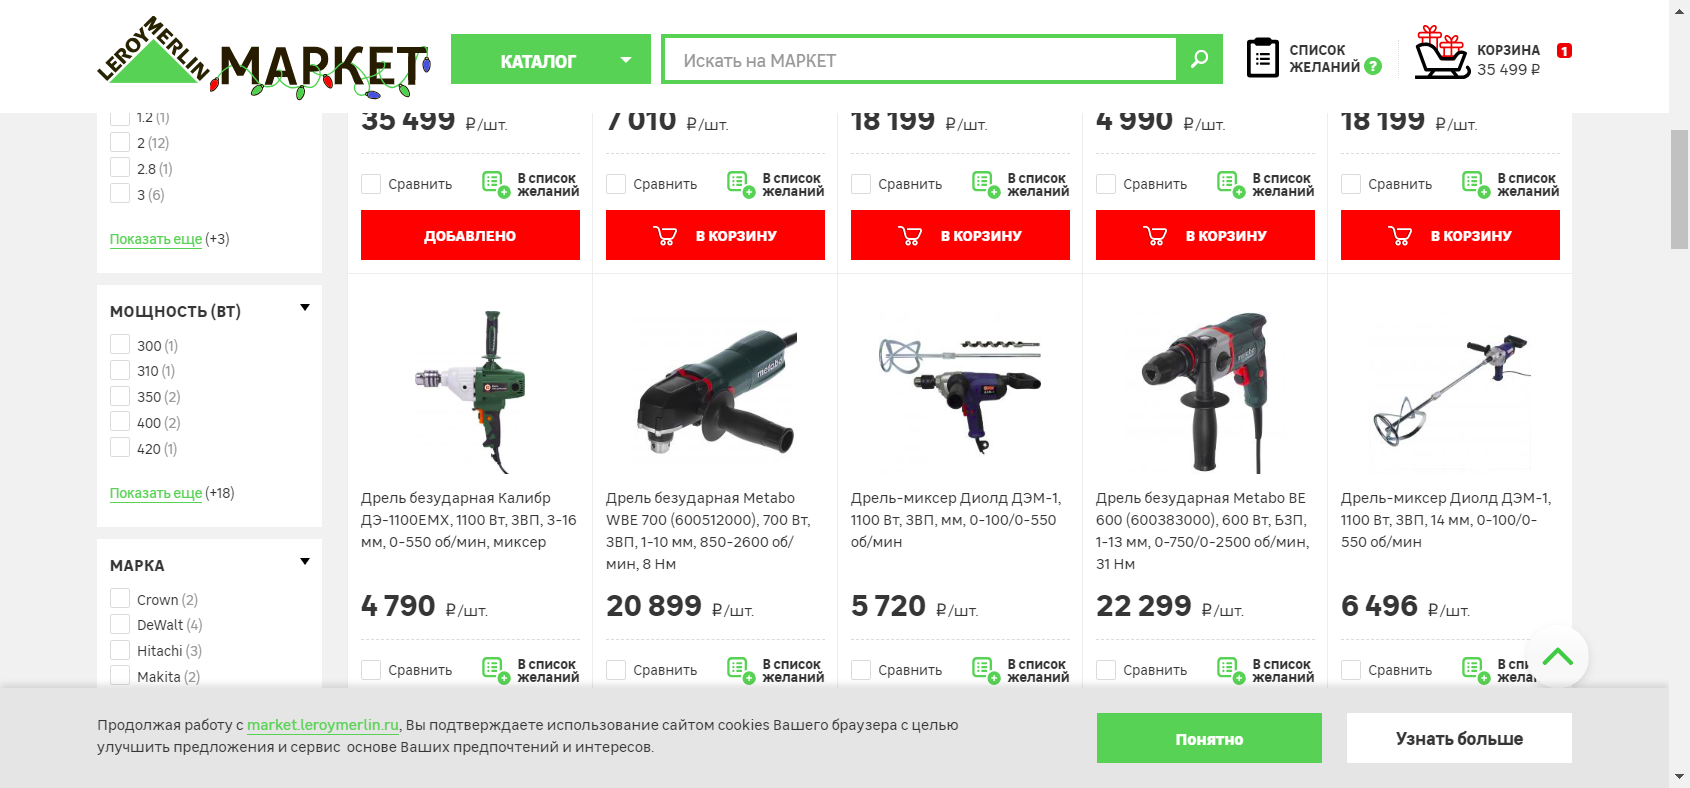 LEROY MERLIN МАРКЕТ
КАТАЛОГ
Искать на МАРКЕТ
СПИСОК
ЖЕЛАНИЙ ?
КОРЗИНА 1
35 499 ₽
1.2 (1)
2 (12)
2.8 (1)
3 (6)
Показать еще (+3)
МОЩНОСТЬ (ВТ)
300 (1)
310 (1)
350 (2)
400 (2)
420 (1)
Показать еще (+18)
МАРКА
Crown (2)
DeWalt (4)
Hitachi (3)
Makita (2)
35 499 ₽/шт.
Сравнить
В список
желаний
ДОБАВЛЕНО
7 010 ₽/шт.
Сравнить
В список
желаний
В КОРЗИНУ
18 199 ₽/шт.
Сравнить
В список
желаний
В КОРЗИНУ
4 990 ₽/шт.
Сравнить
В список
желаний
В КОРЗИНУ
18 199 ₽/шт.
Сравнить
В список
желаний
В КОРЗИНУ
Дрель безударная Калибр
ДЭ-1100ЕМХ, 1100 Вт, ЗВП, 3-16
мм, 0-550 об/мин, миксер
4 790 ₽/шт.
Сравнить
В список
желаний
metabo
Дрель безударная Metabo
WBE 700 (600512000), 700 Вт,
ЗВП, 1-10 мм, 850-2600 об/
мин, 8 Нм
20 899 ₽/шт.
Сравнить
В список
желаний
Дрель-миксер Диолд ДЭМ-1,
1100 Вт, ЗВП, мм, 0-100/0-550
об/мин
5 720 ₽/шт.
Сравнить
В список
желаний
metabo
Дрель безударная Metabo BE
600 (600383000), 600 Вт, БЗП,
1-13 мм, 0-750/0-2500 об/мин,
31 Нм
22 299 ₽/шт.
Сравнить
В список
желаний
Дрель-миксер Диолд ДЭМ-1,
1100 Вт, ЗВП, 14 мм, 0-100/0-
550 об/мин
6 496 ₽/шт.
Сравнить
В список
Продолжая работу с market.leroymerlin.ru, Вы подтверждаете использование сайтом cookies Вашего браузера с целью
улучшить предложения и сервис основе Ваших предпочтений и интересов.
Понятно
Узнать больше